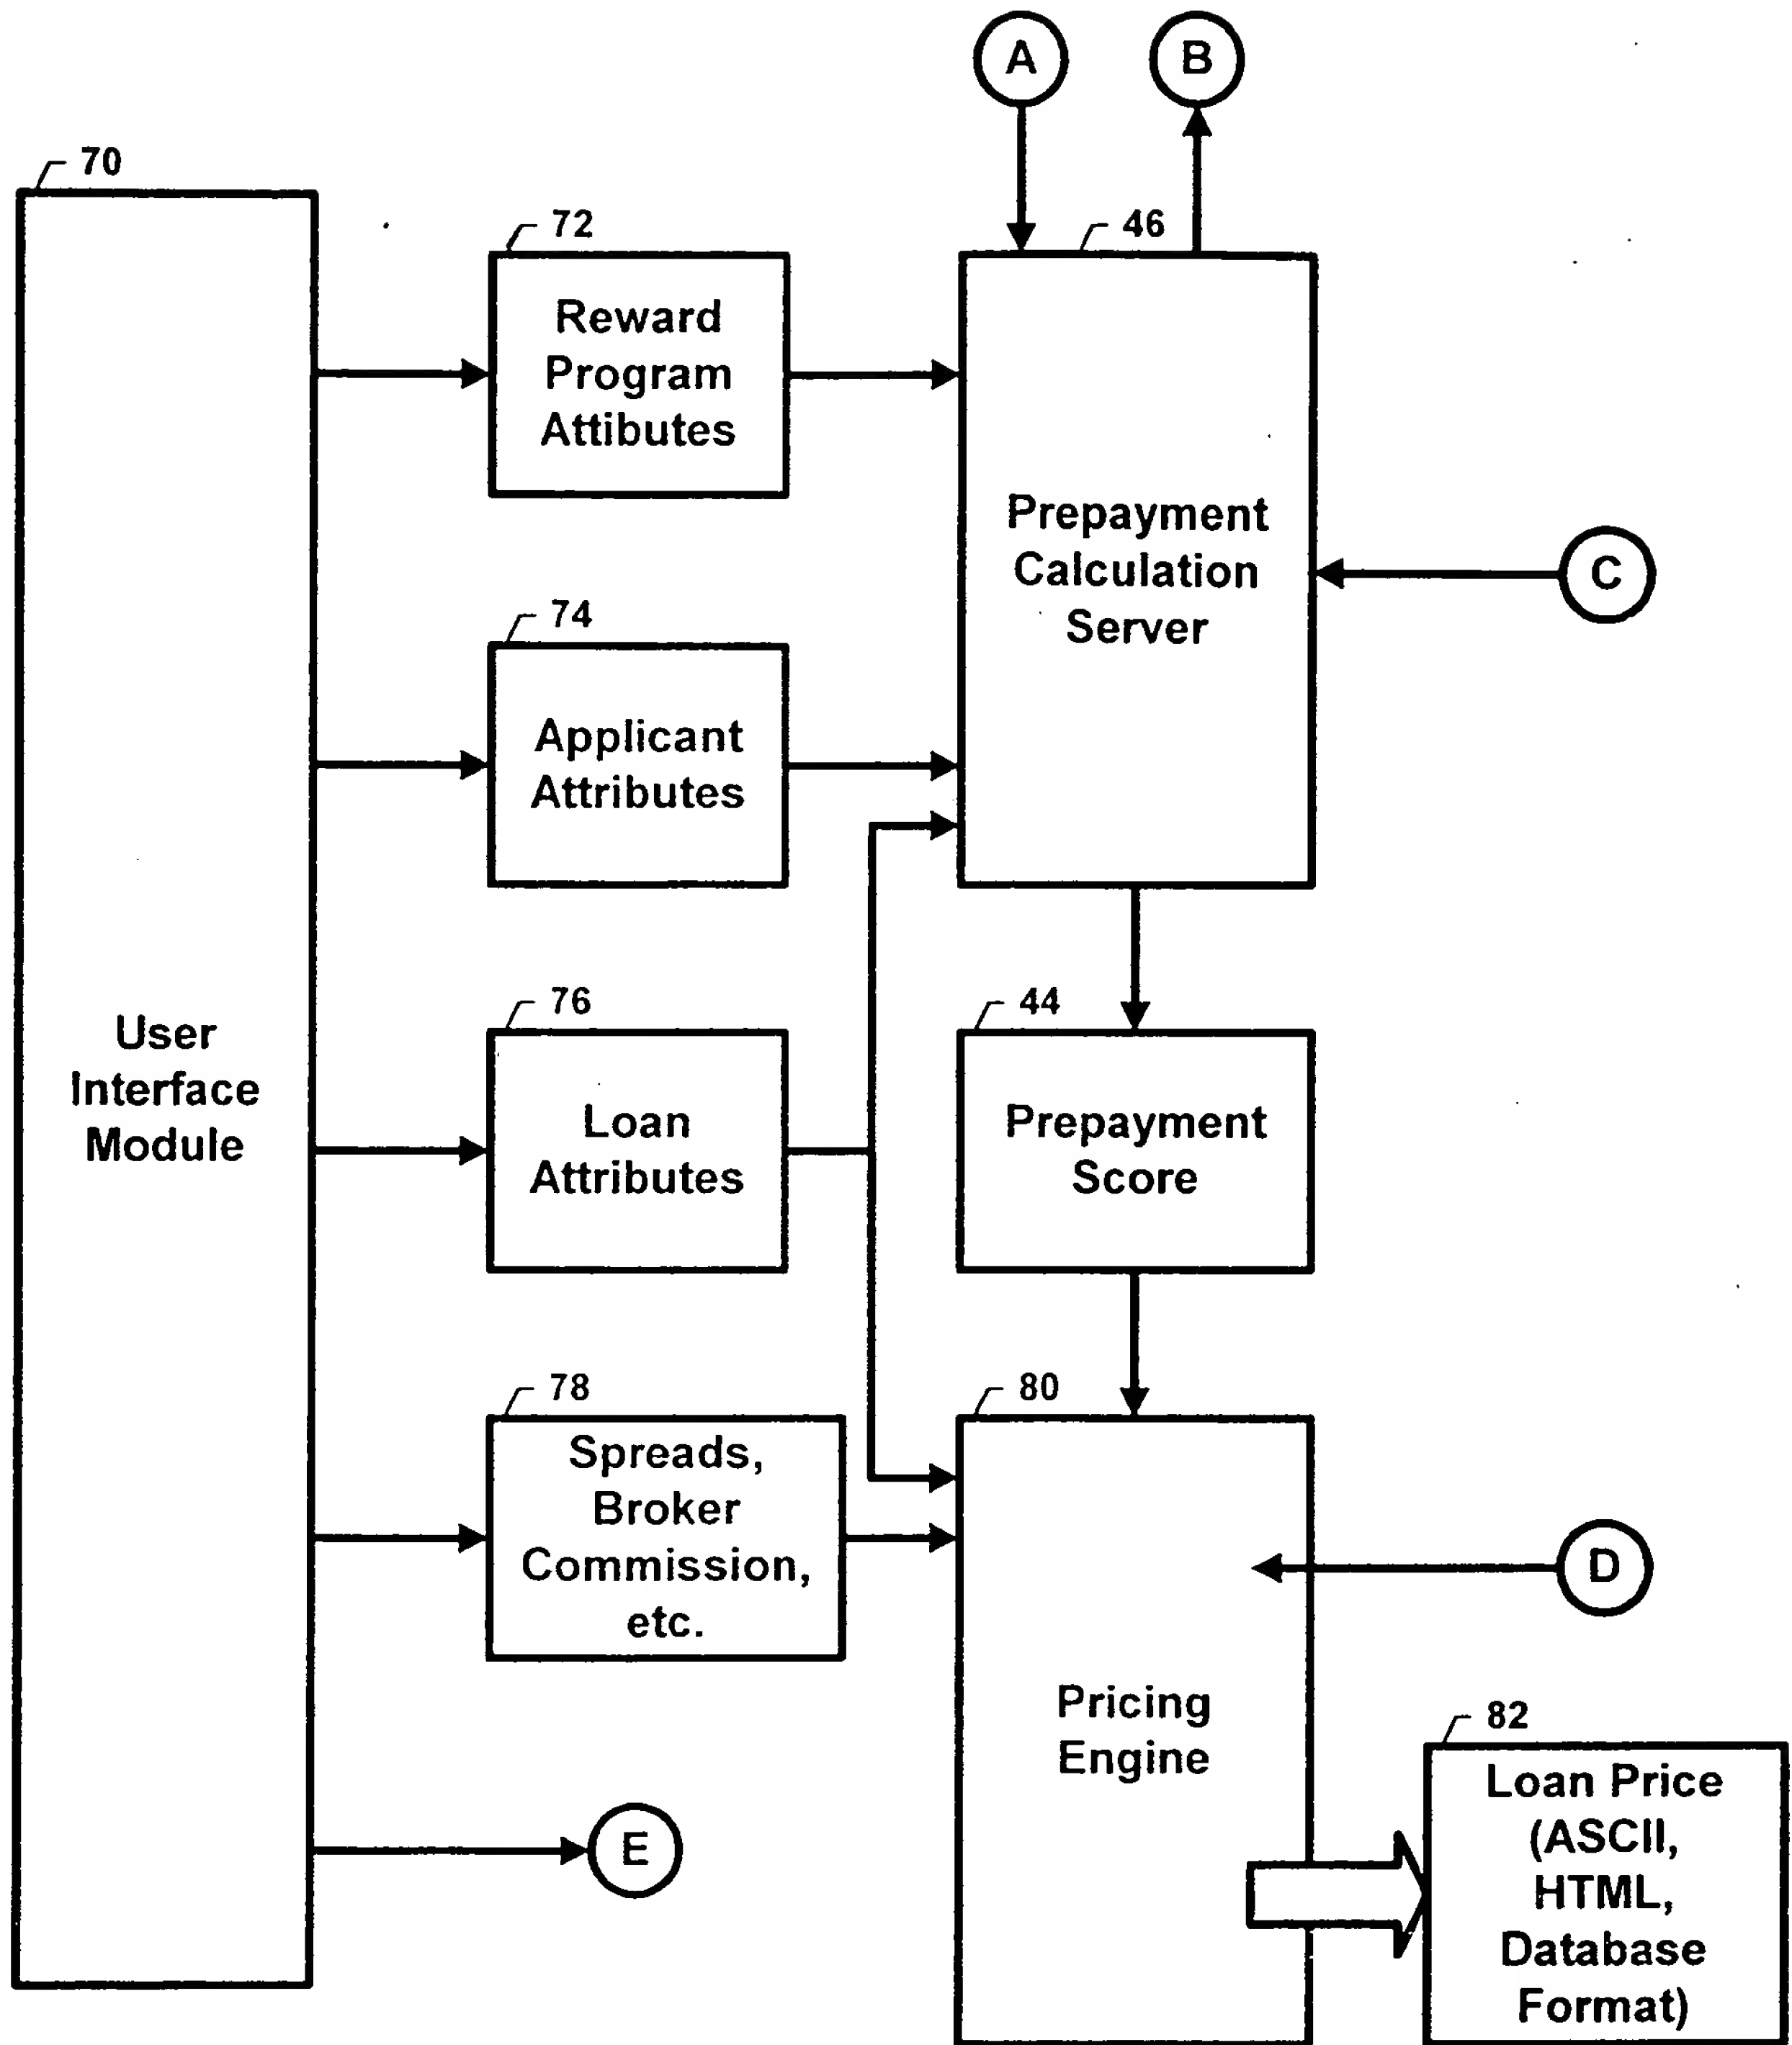 A
B
70
72
46
Reward
Program
Attibutes
Prepayment
Calculation
Server
C
74
Applicant
Attributes
User
Interface
Module
76
Loan
Attributes
44
Prepayment
Score
78
Spreads,
Broker
Commission,
etc.
80
Pricing
Engine
D
E
82
Loan Price
(ASCII,
HTML,
Database
Format)